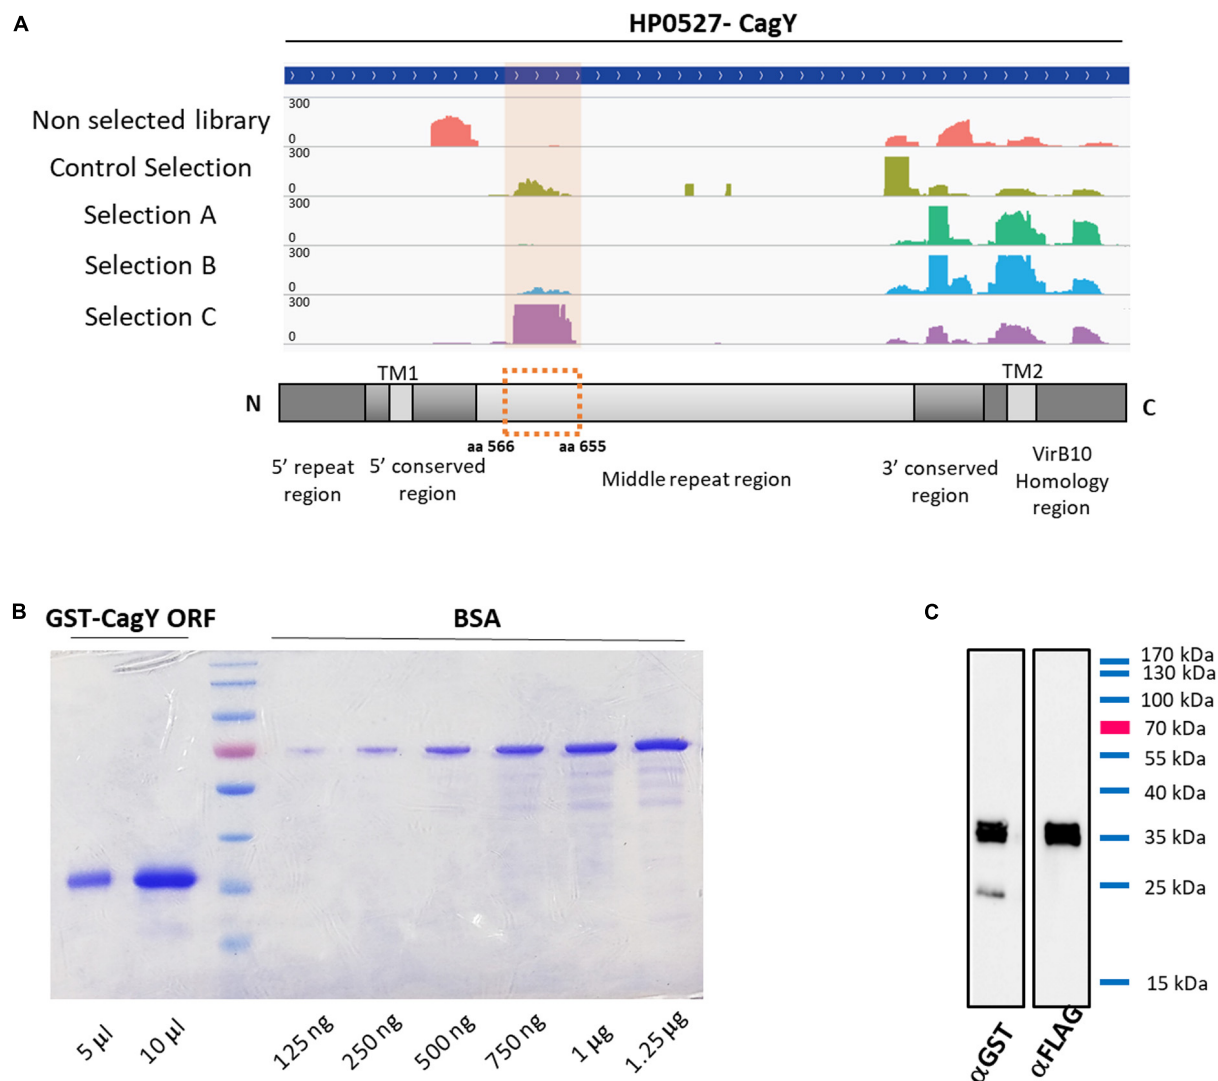 A
HP0527- CagY
Non selected library
300
0
Control Selection
300
0
Selection A
300
0
Selection B
300
0
Selection C
300
0
TM1
TM2
N
C
aa 566
aa 655
5’ repeat
region
5’ conserved
region
Middle repeat region
3’ conserved
region
VirB10
Homology
region
B
GST-CagY ORF
BSA
5 µl
10 µl
125 ng
250 ng
500 ng
750 ng
1 µg
1.25 µg
C
170 kDa
130 kDa
100 kDa
70 kDa
55 kDa
40 kDa
35 kDa
25 kDa
15 kDa
αGST
αFLAG